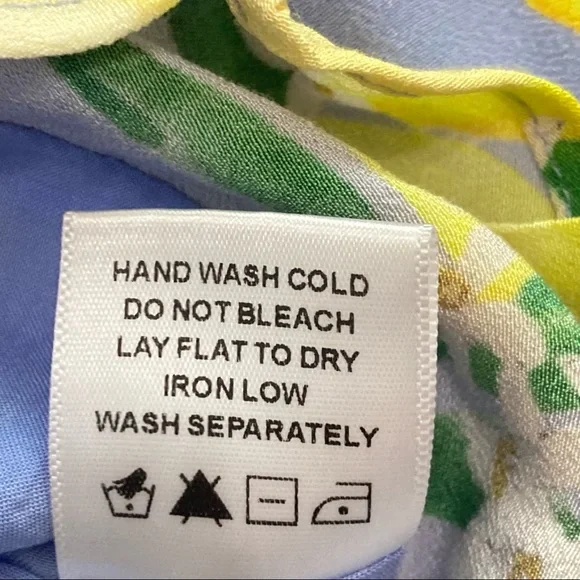 HAND WASH COLD
DO NOT BLEACH
LAY FLAT TO DRY
IRON LOW
WASH SEPARATELY